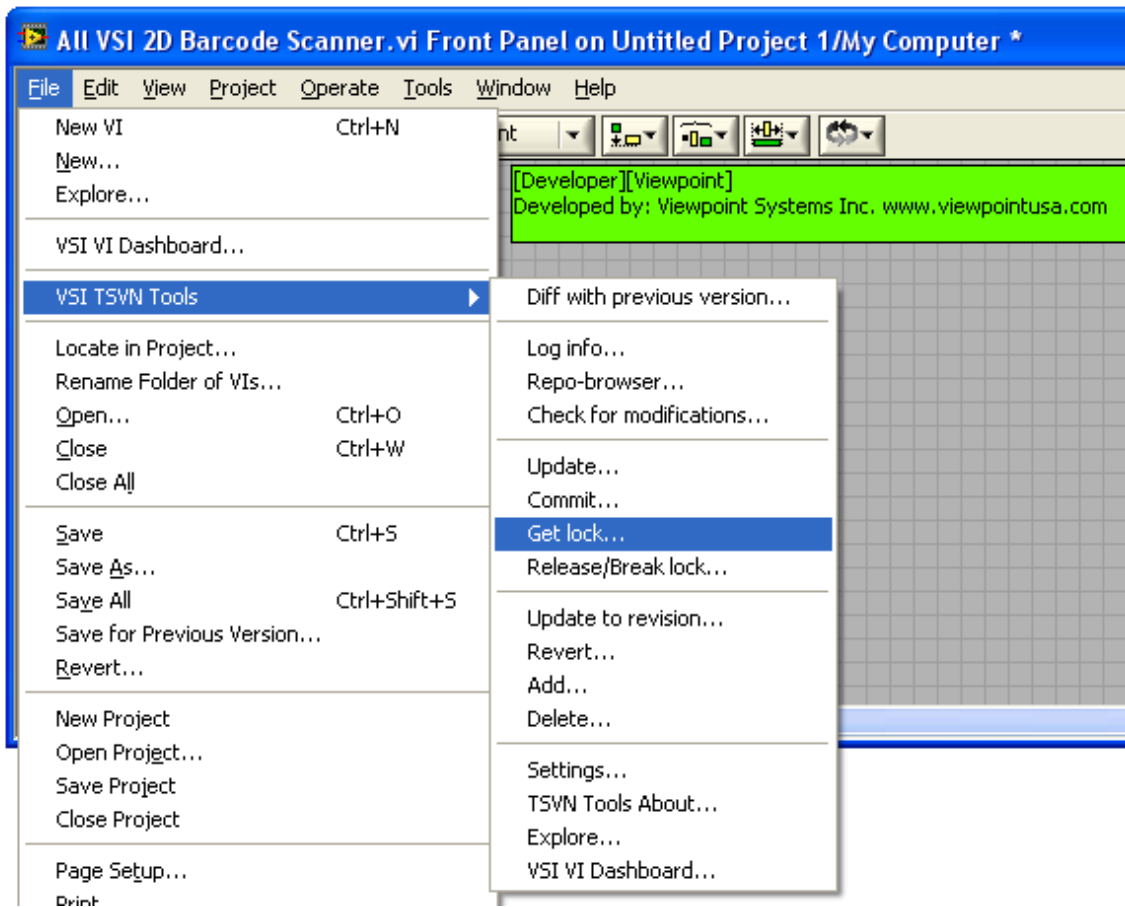 All VSI 2D Barcode Scanner.vi Front Panel on Untitled Project 1/My Computer *
File Edit View Project Operate Tools Window Help
New VI Ctrl+N
New...
Explore...
VSI VI Dashboard...
VSI TSVN Tools
Locate in Project...
Rename Folder of VIs...
Open... Ctrl+O
Close Ctrl+W
Close All
Save Ctrl+S
Save As...
Save All Ctrl+Shift+S
Save for Previous Version...
Revert...
New Project
Open Project...
Save Project
Close Project
Page Setup...
Print
nt
[Developer][Viewpoint]
Developed by: Viewpoint Systems Inc. www.viewpointusa.com
Diff with previous version...
Log info...
Repo-browser...
Check for modifications...
Update...
Commit...
Get lock...
Release/Break lock...
Update to revision...
Revert...
Add...
Delete...
Settings...
TSVN Tools About...
Explore...
VSI VI Dashboard...